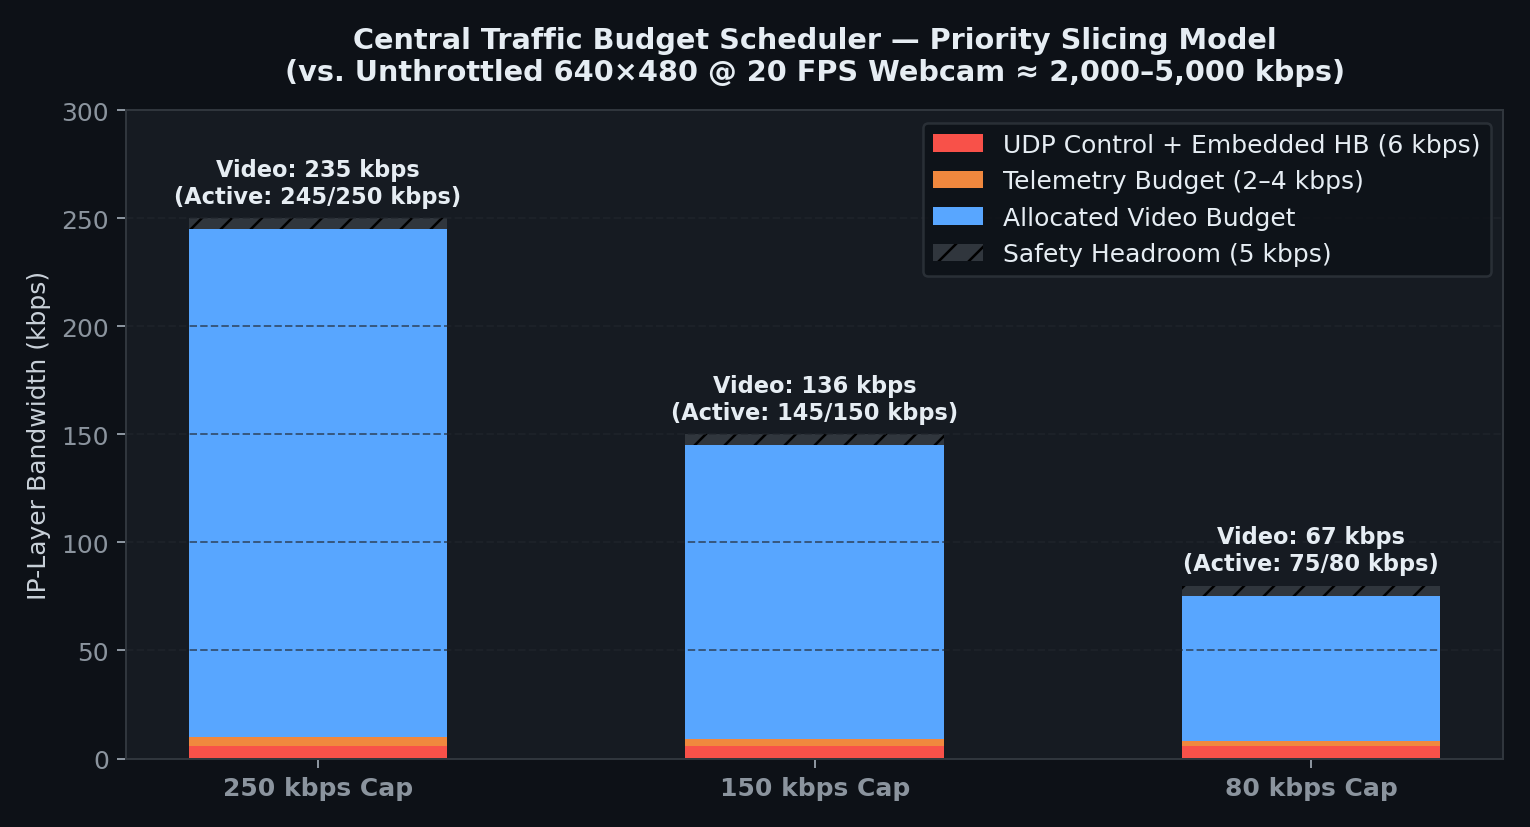 Central Traffic Budget Scheduler — Priority Slicing Model
(vs. Unthrottled 640×480 @ 20 FPS Webcam ≈ 2,000–5,000 kbps)
IP-Layer Bandwidth (kbps)
300
250
200
150
100
50
0
Video: 235 kbps
(Active: 245/250 kbps)
Video: 136 kbps
(Active: 145/150 kbps)
Video: 67 kbps
(Active: 75/80 kbps)
UDP Control + Embedded HB (6 kbps)
Telemetry Budget (2–4 kbps)
Allocated Video Budget
Safety Headroom (5 kbps)
250 kbps Cap
150 kbps Cap
80 kbps Cap